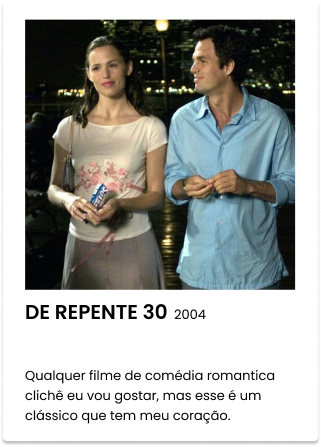 DE REPENTE 30 2004
Qualquer filme de comédia romantica
clichê eu vou gostar, mas esse é um
clássico que tem meu coração.